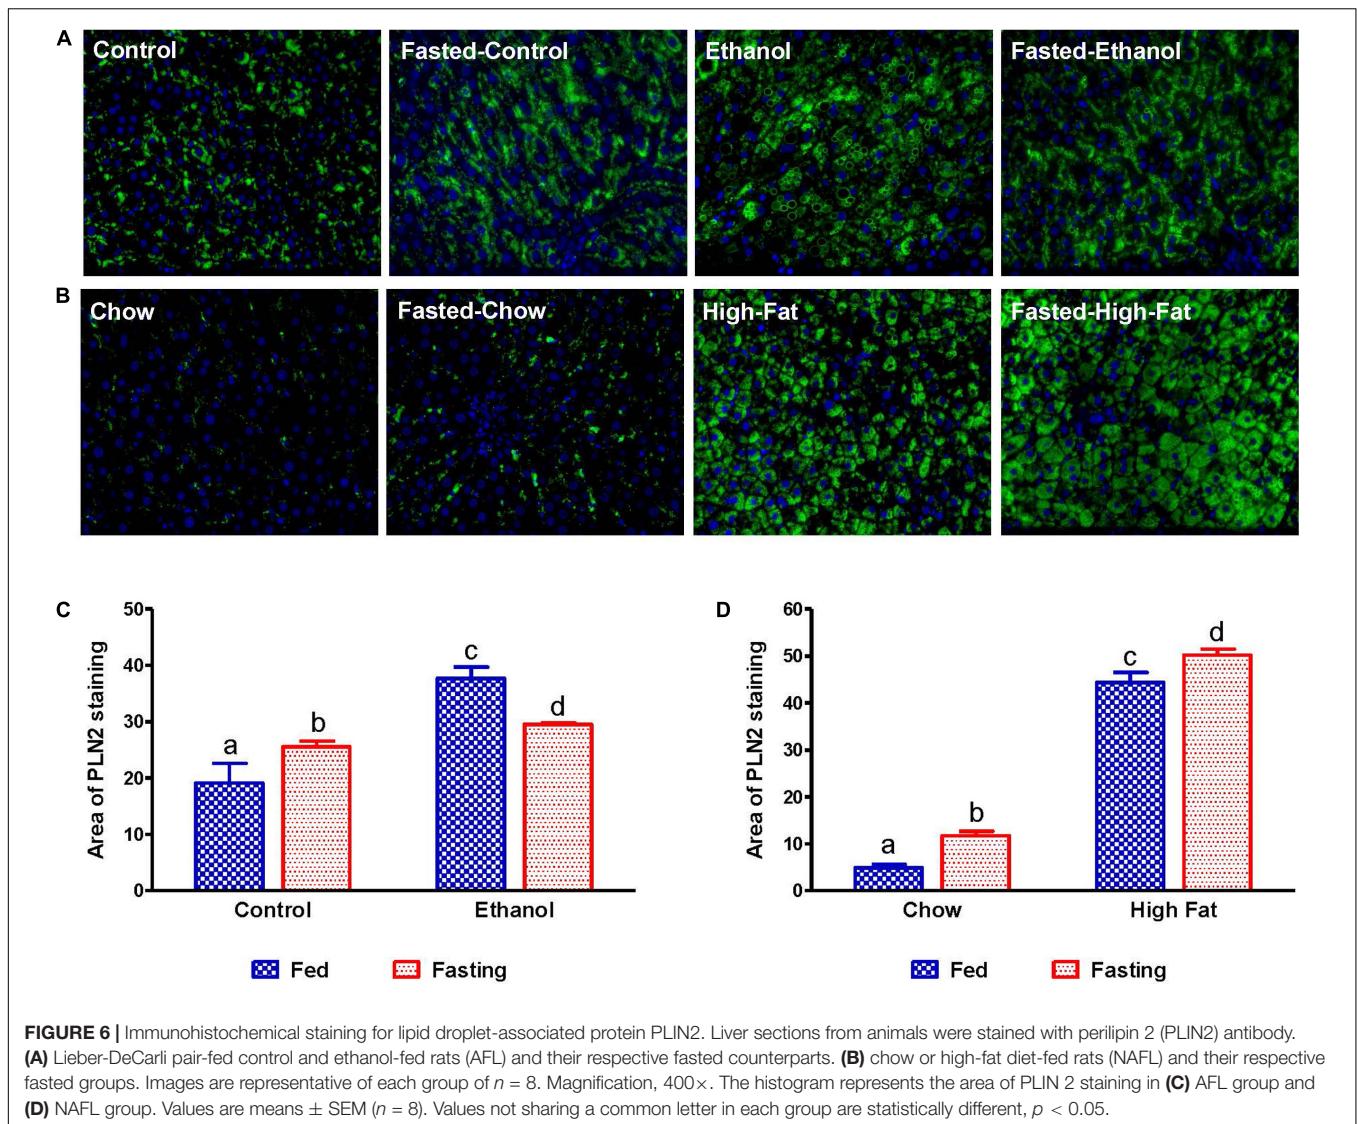 A
Control
Fasted-Control
Ethanol
Fasted-Ethanol
B
Chow
Fasted-Chow
High-Fat
Fasted-High-Fat
C
50
40
30
20
10
0
Area of PLN2 staining
a
b
c
d
Control
Ethanol
Fed
Fasting
D
60
50
40
30
20
10
0
Area of PLN2 staining
a
b
c
d
Chow
High Fat
Fed
Fasting
FIGURE 6 | Immunohistochemical staining for lipid droplet-associated protein PLIN2. Liver sections from animals were stained with perilipin 2 (PLIN2) antibody.
(A) Lieber-DeCarli pair-fed control and ethanol-fed rats (AFL) and their respective fasted counterparts. (B) chow or high-fat diet-fed rats (NAFL) and their respective
fasted groups. Images are representative of each group of n = 8. Magnification, 400×. The histogram represents the area of PLIN 2 staining in (C) AFL group and
(D) NAFL group. Values are means ± SEM (n = 8). Values not sharing a common letter in each group are statistically different, p < 0.05.